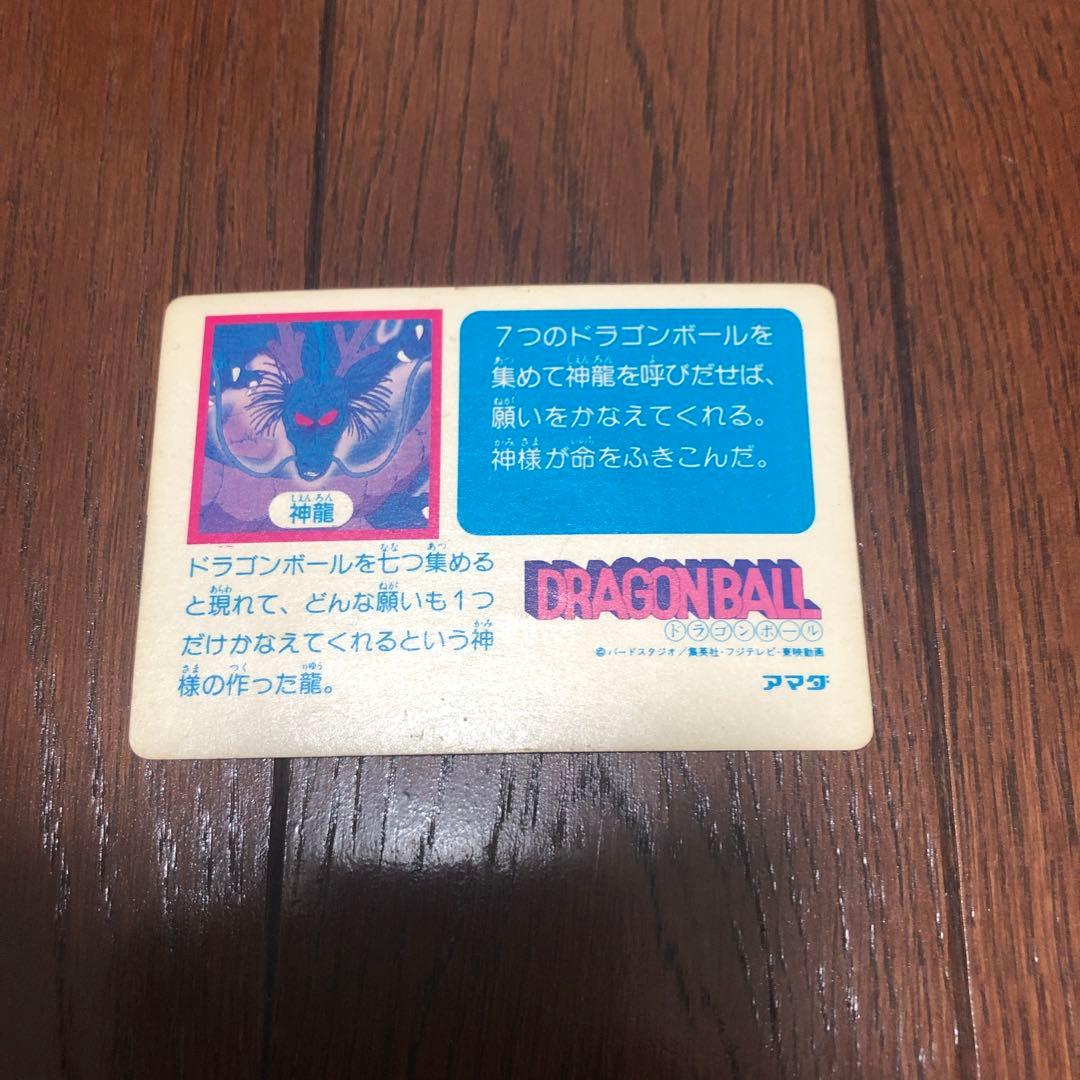 神龍
しぇんろん
ドラゴンボールを七つ集める
と現れて、どんな願いも1つ
だけかなえてくれるという神
様の作った龍。
7つのドラゴンボールを
集めて神龍を呼びだせば、
願いをかなえてくれる。
神様が命をふきこんだ。
DRAGON BALL
ドラゴンボール
©バードスタジオ/集英社・フジテレビ・東映動画
アマダ